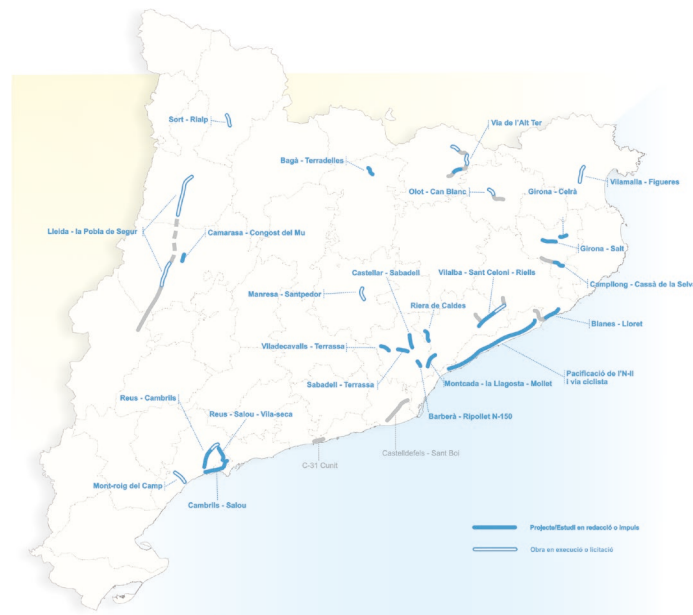 Sort - Rialp
Vía de l'Alt Ter
Bagà - Terradelles
Olot - Can Blanc
Girona - Celrà
Vilamalla - Figueres
Lleida - la Pobla de Segur
Camarasa - Congost del Mu
Girona - Salt
Castellar - Sabadell
Vilalba - Sant Celoni - Riells
Campllong - Cassà de la Selva
Manresa - Santpedor
Riera de Caldes
Blanes - Lloret
Viladecavalls - Terrassa
Sabadell - Terrassa
Montcada - la Llagosta - Mollet
Pacificació de l'N-II
i via ciclista
Reus - Cambrils
Reus - Salou - Vila-seca
Barberà - Ripollet N-150
Castelldefels - Sant Boi
C-31 Cunit
Mont-roig del Camp
Cambrils - Salou
Projecte/Estudi en redacció o impuls
Obra en execució o licitació